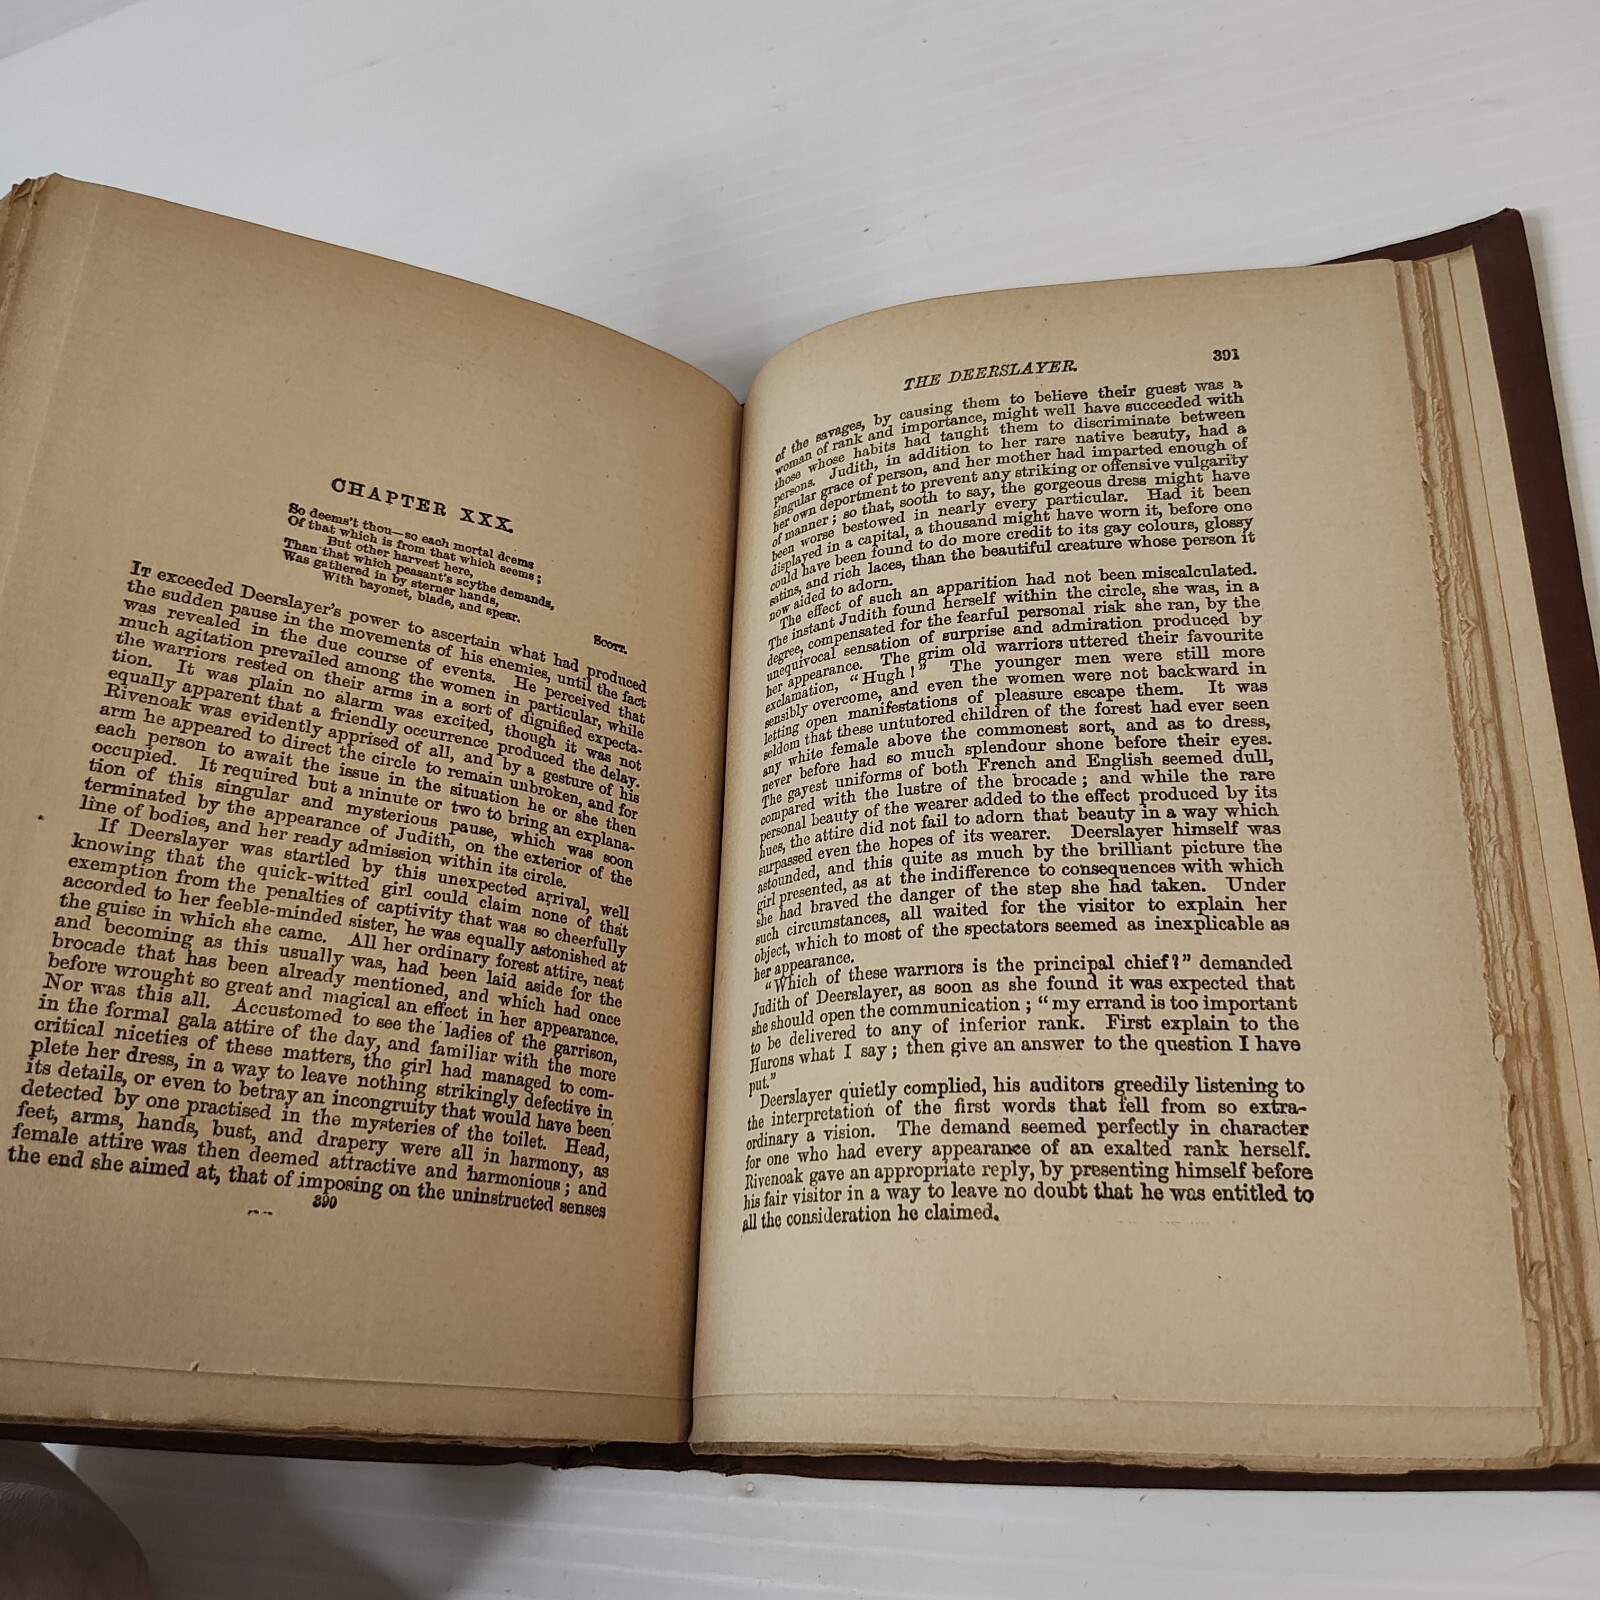 CHAPTER XXX.
So deems't thou—so each mortal deems
Of that which is from that which seems;
But other harvest here,
Than that which peasant's scythe demands,
Was gathered in by sterner hands,
With bayonet, blade, and spear.
SCOTT.
IT exceeded Deerslayer's power to ascertain what had produced
the sudden pause in the movements of his enemies, until the fact
was revealed in the due course of events. He perceived that
much agitation prevailed among the women in particular, while
the warriors rested on their arms in a sort of dignified expecta-
tion. It was plain no alarm was excited, though it was not
equally apparent that a friendly occurrence produced the delay.
Rivenoak was evidently apprised of all, and by a gesture of his
arm he appeared to direct the circle to remain unbroken, and for
each person to await the issue in the situation he or she then
occupied. It required but a minute or two to bring an explana-
tion of this singular and mysterious pause, which was soon
terminated by the appearance of Judith, on the exterior of the
line of bodies, and her ready admission within its circle.
If Deerslayer was startled by this unexpected arrival, well
knowing that the quick-witted girl could claim none of that
exemption from the penalties of captivity that was so cheerfully
accorded to her feeble-minded sister, he was equally astonished at
the guise in which she came. All her ordinary forest attire, neat
and becoming as this usually was, had been laid aside for the
brocade that has been already mentioned, and which had once
before wrought so great and magical an effect in her appearance.
Nor was this all. Accustomed to see the ladies of the garrison,
in the formal gala attire of the day, and familiar with the more
critical niceties of these matters, the girl had managed to com-
plete her dress, in a way to leave nothing strikingly defective in
its details, or even to betray an incongruity that would have been
detected by one practised in the mysteries of the toilet. Head,
feet, arms, hands, bust, and drapery were all in harmony, as
female attire was then deemed attractive and harmonious; and
the end she aimed at, that of imposing on the uninstructed senses
390
THE DEERSLAYER. 391
of the savages, by causing them to believe their guest was a
woman of rank and importance, might well have succeeded with
those whose habits had taught them to discriminate between
persons. Judith, in addition to her rare native beauty, had a
singular grace of person, and her mother had imparted enough of
her own deportment to prevent any striking or offensive vulgarity
of manner; so that, sooth to say, the gorgeous dress might have
been worse bestowed in nearly every particular. Had it been
displayed in a capital, a thousand might have worn it, before one
could have been found to do more credit to its gay colours, glossy
satins, and rich laces, than the beautiful creature whose person it
now aided to adorn.
The effect of such an apparition had not been miscalculated.
The instant Judith found herself within the circle, she was, in a
degree, compensated for the fearful personal risk she ran, by the
unequivocal sensation of surprise and admiration produced by
her appearance. The grim old warriors uttered their favourite
exclamation, "Hugh!" The younger men were still more
sensibly overcome, and even the women were not backward in
letting open manifestations of pleasure escape them. It was
seldom that these untutored children of the forest had ever seen
any white female above the commonest sort, and as to dress,
never before had so much splendour shone before their eyes.
The gayest uniforms of both French and English seemed dull,
compared with the lustre of the brocade; and while the rare
personal beauty of the wearer added to the effect produced by its
hues, the attire did not fail to adorn that beauty in a way which
surpassed even the hopes of its wearer. Deerslayer himself was
astounded, and this quite as much by the brilliant picture the
girl presented, as at the indifference to consequences with which
she had braved the danger of the step she had taken. Under
such circumstances, all waited for the visitor to explain her
object, which to most of the spectators seemed as inexplicable as
her appearance.
"Which of these warriors is the principal chief?" demanded
Judith of Deerslayer, as soon as she found it was expected that
she should open the communication; "my errand is too important
to be delivered to any of inferior rank. First explain to the
Hurons what I say; then give an answer to the question I have
put."
Deerslayer quietly complied, his auditors greedily listening to
the interpretation of the first words that fell from so extra-
ordinary a vision. The demand seemed perfectly in character
for one who had every appearance of an exalted rank herself.
Rivenoak gave an appropriate reply, by presenting himself before
his fair visitor in a way to leave no doubt that he was entitled to
all the consideration he claimed.